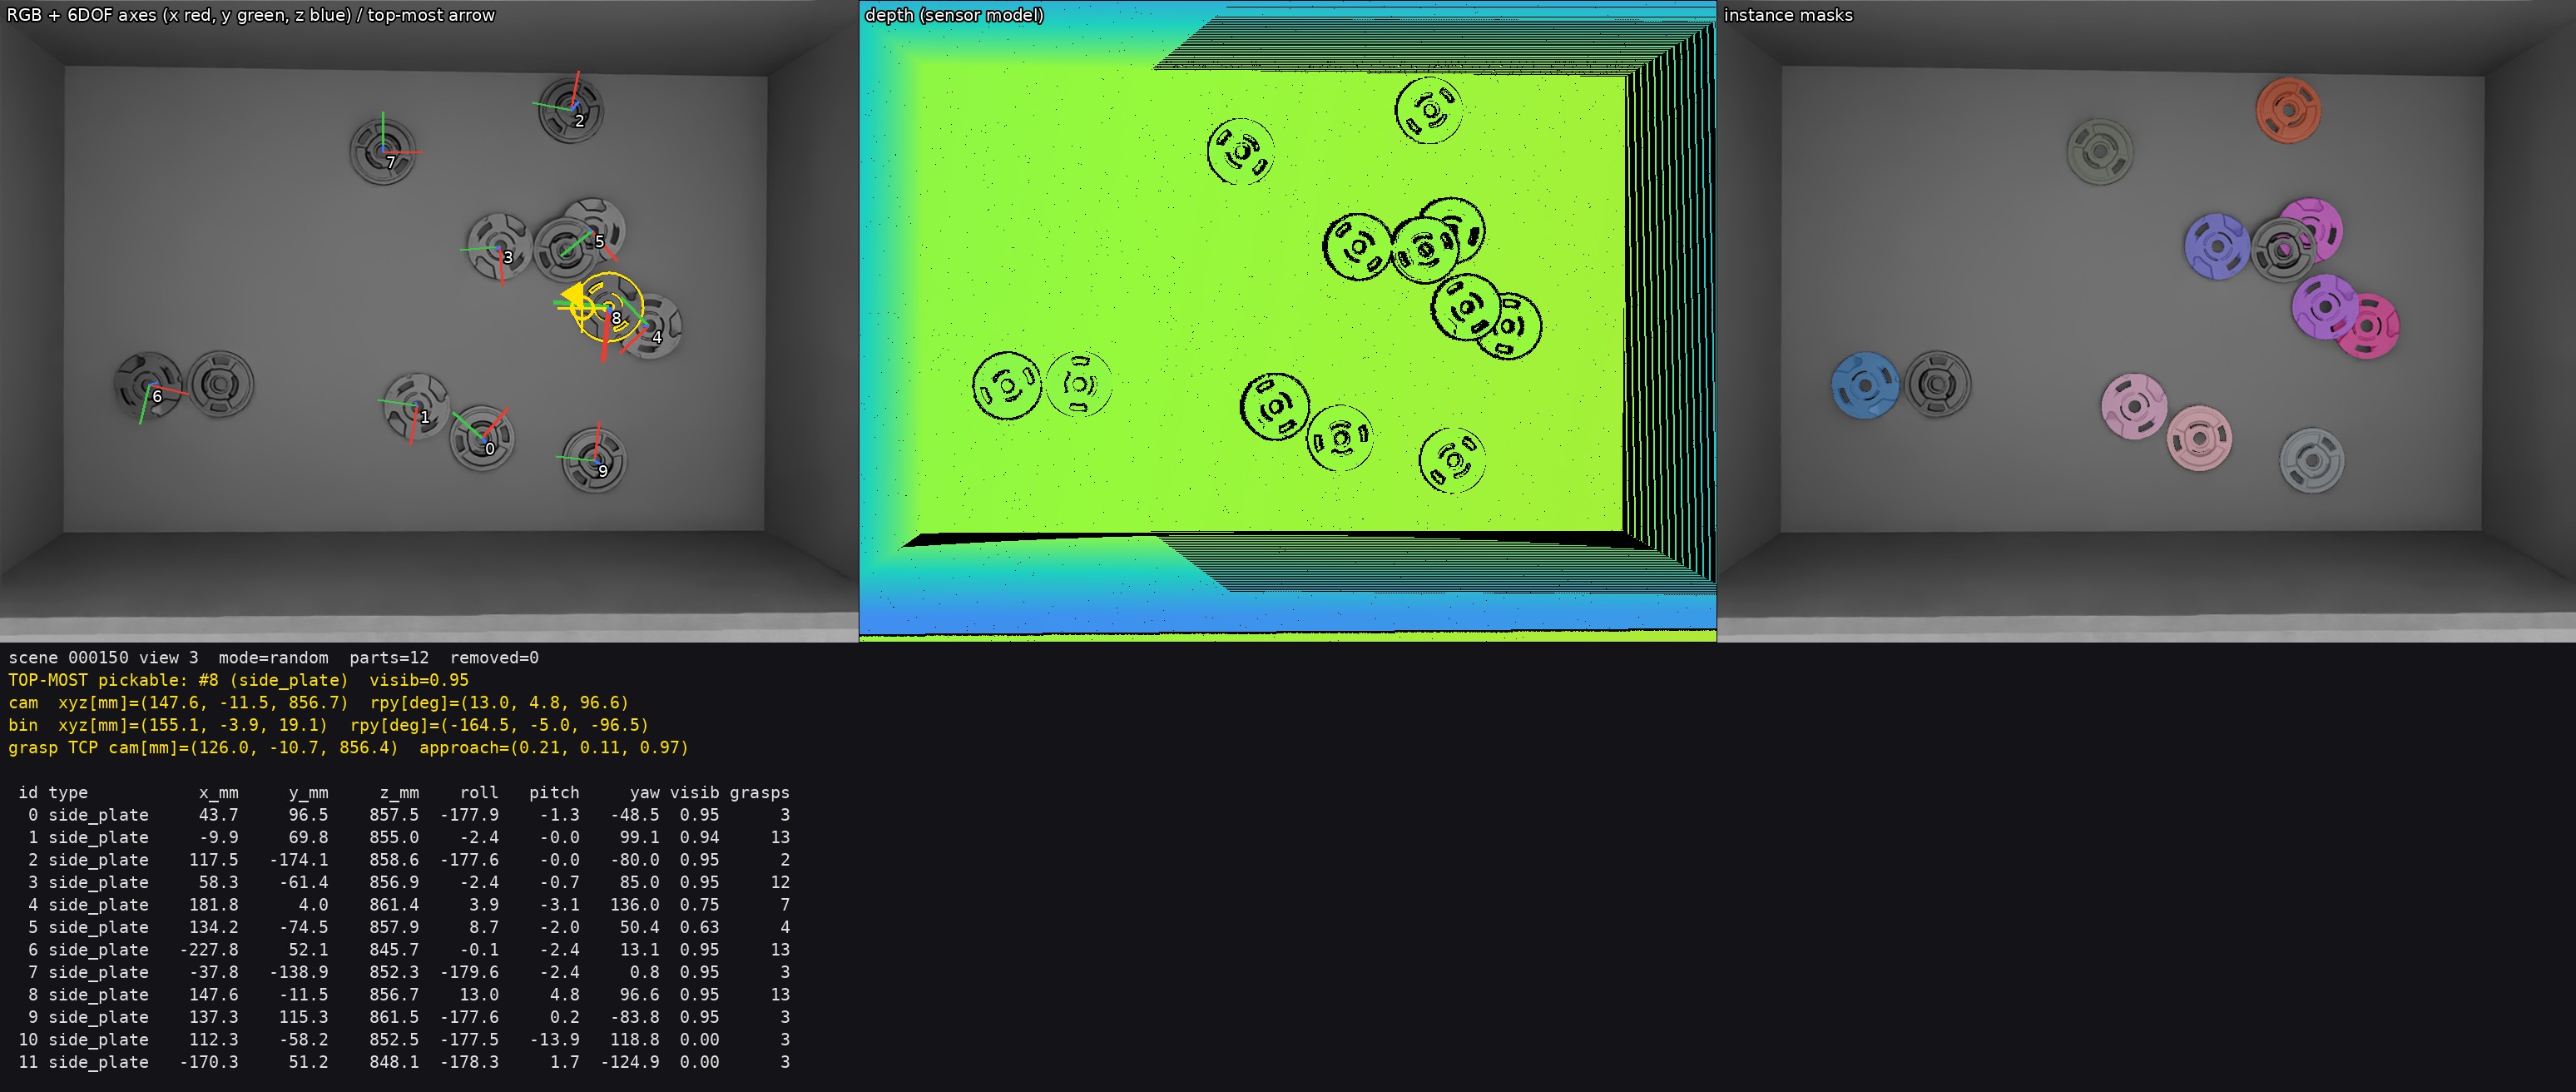 RGB + 6DOF axes (x red, y green, z blue) / top-most arrow
depth (sensor model)
instance masks
2
7
5
3
8
4
6
1
0
9
scene 000150 view 3  mode=random  parts=12  removed=0
TOP-MOST pickable: #8 (side_plate)  visib=0.95
cam  xyz[mm]=(147.6, -11.5, 856.7)  rpy[deg]=(13.0, 4.8, 96.6)
bin  xyz[mm]=(155.1, -3.9, 19.1)  rpy[deg]=(-164.5, -5.0, -96.5)
grasp TCP cam[mm]=(126.0, -10.7, 856.4)  approach=(0.21, 0.11, 0.97)
id type x_mm y_mm z_mm roll pitch yaw visib grasps
0 side_plate 43.7 96.5 857.5 -177.9 -1.3 -48.5 0.95 3
1 side_plate -9.9 69.8 855.0 -2.4 -0.0 99.1 0.94 13
2 side_plate 117.5 -174.1 858.6 -177.6 -0.0 -80.0 0.95 2
3 side_plate 58.3 -61.4 856.9 -2.4 -0.7 85.0 0.95 12
4 side_plate 181.8 4.0 861.4 3.9 -3.1 136.0 0.75 7
5 side_plate 134.2 -74.5 857.9 8.7 -2.0 50.4 0.63 4
6 side_plate -227.8 52.1 845.7 -0.1 -2.4 13.1 0.95 13
7 side_plate -37.8 -138.9 852.3 -179.6 -2.4 0.8 0.95 3
8 side_plate 147.6 -11.5 856.7 13.0 4.8 96.6 0.95 13
9 side_plate 137.3 115.3 861.5 -177.6 0.2 -83.8 0.95 3
10 side_plate 112.3 -58.2 852.5 -177.5 -13.9 118.8 0.00 3
11 side_plate -170.3 51.2 848.1 -178.3 1.7 -124.9 0.00 3